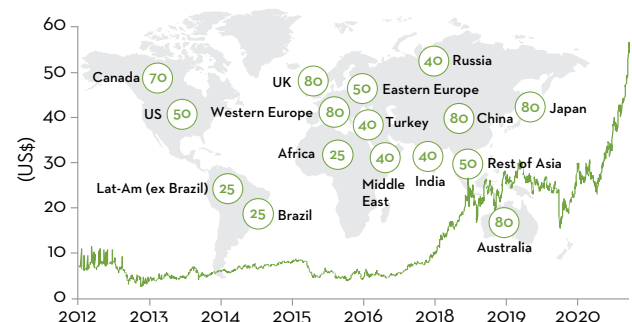 60
50
40
30
20
10
0
(US$)
Canada 70
US 50
UK 80
Western Europe 80
50
Eastern Europe
40 Russia
40 Turkey
80 China
80 Japan
Africa 25
40
Middle
East
40
India
50 Rest of Asia
Lat-Am (ex Brazil) 25
25 Brazil
80
Australia
2012 2013 2014 2015 2016 2017 2018 2019 2020